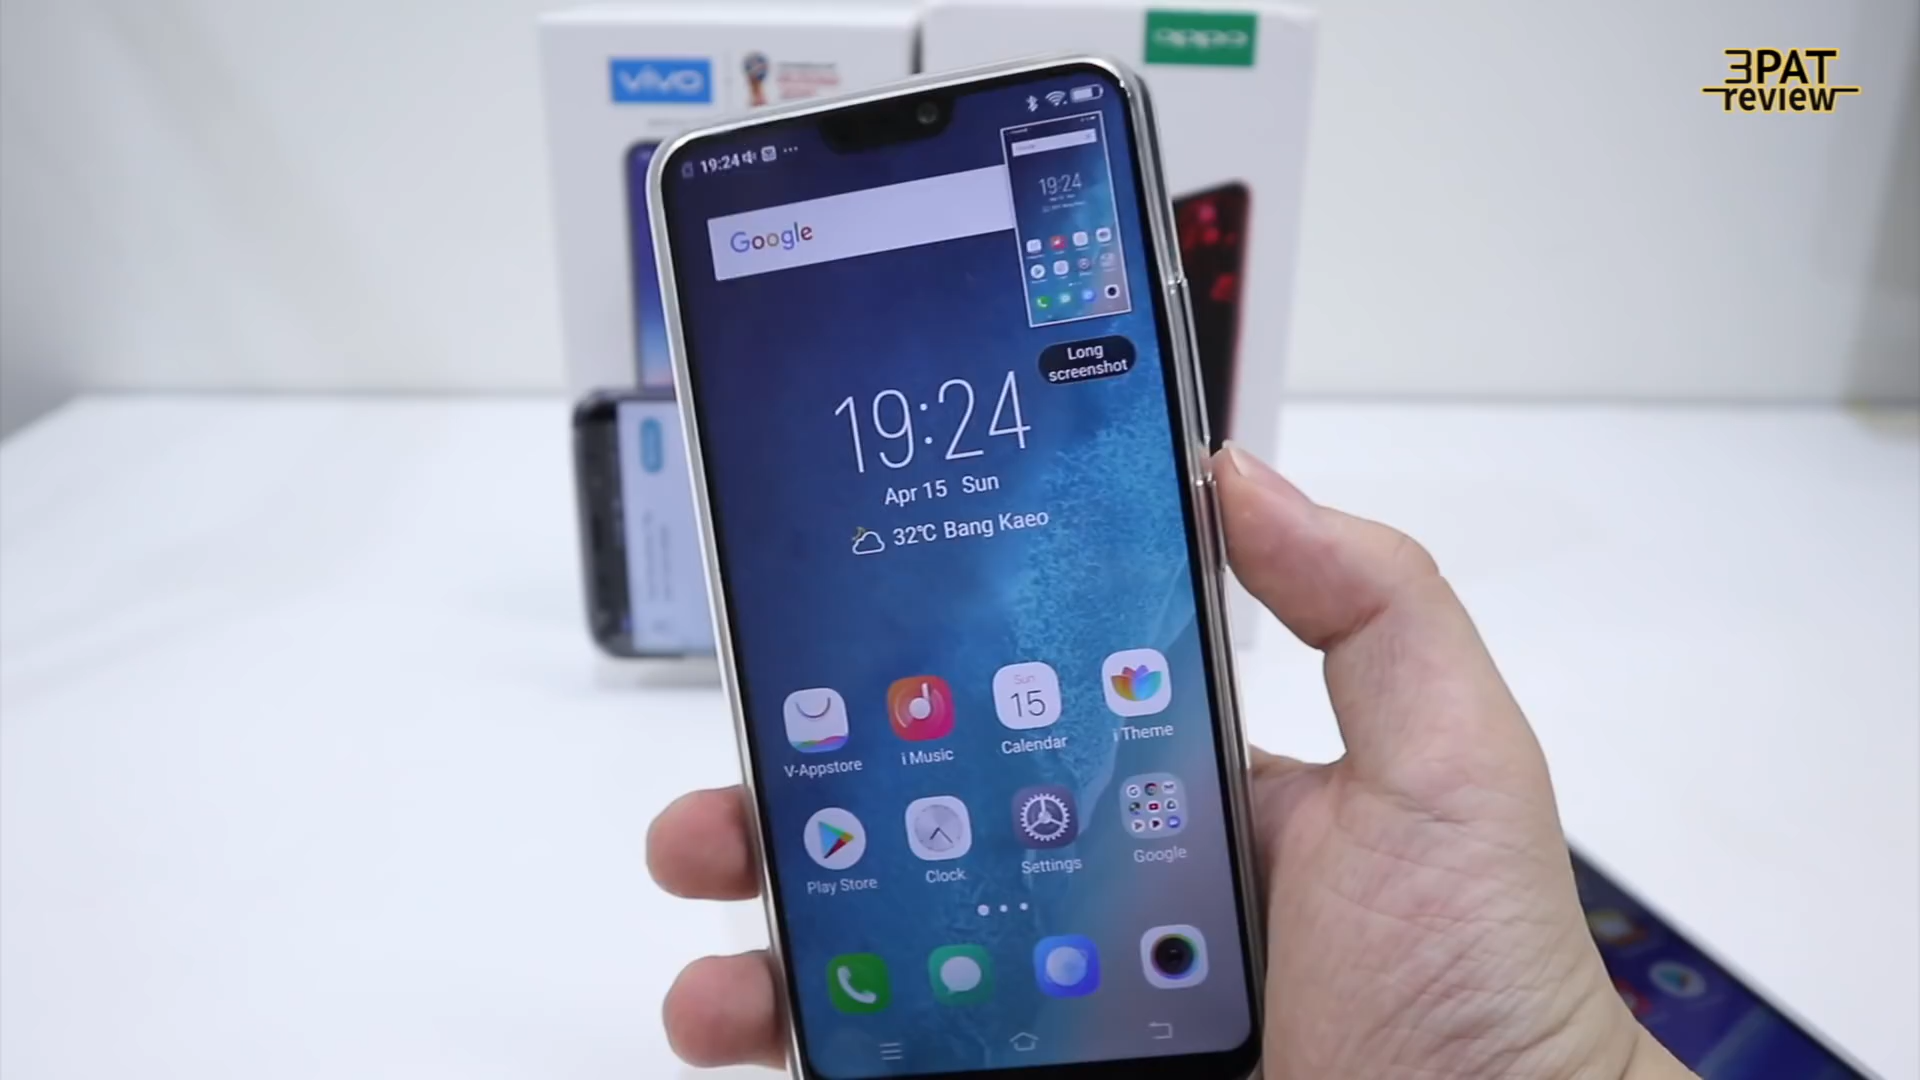 vivo
oppo
3PAT
review
19:24
Google
19:24
Long
screenshot
19:24
Apr 15 Sun
32℃ Bang Kaeo
Sun
15
V-Appstore
i Music
Calendar
i Theme
Play Store
Clock
Settings
Google